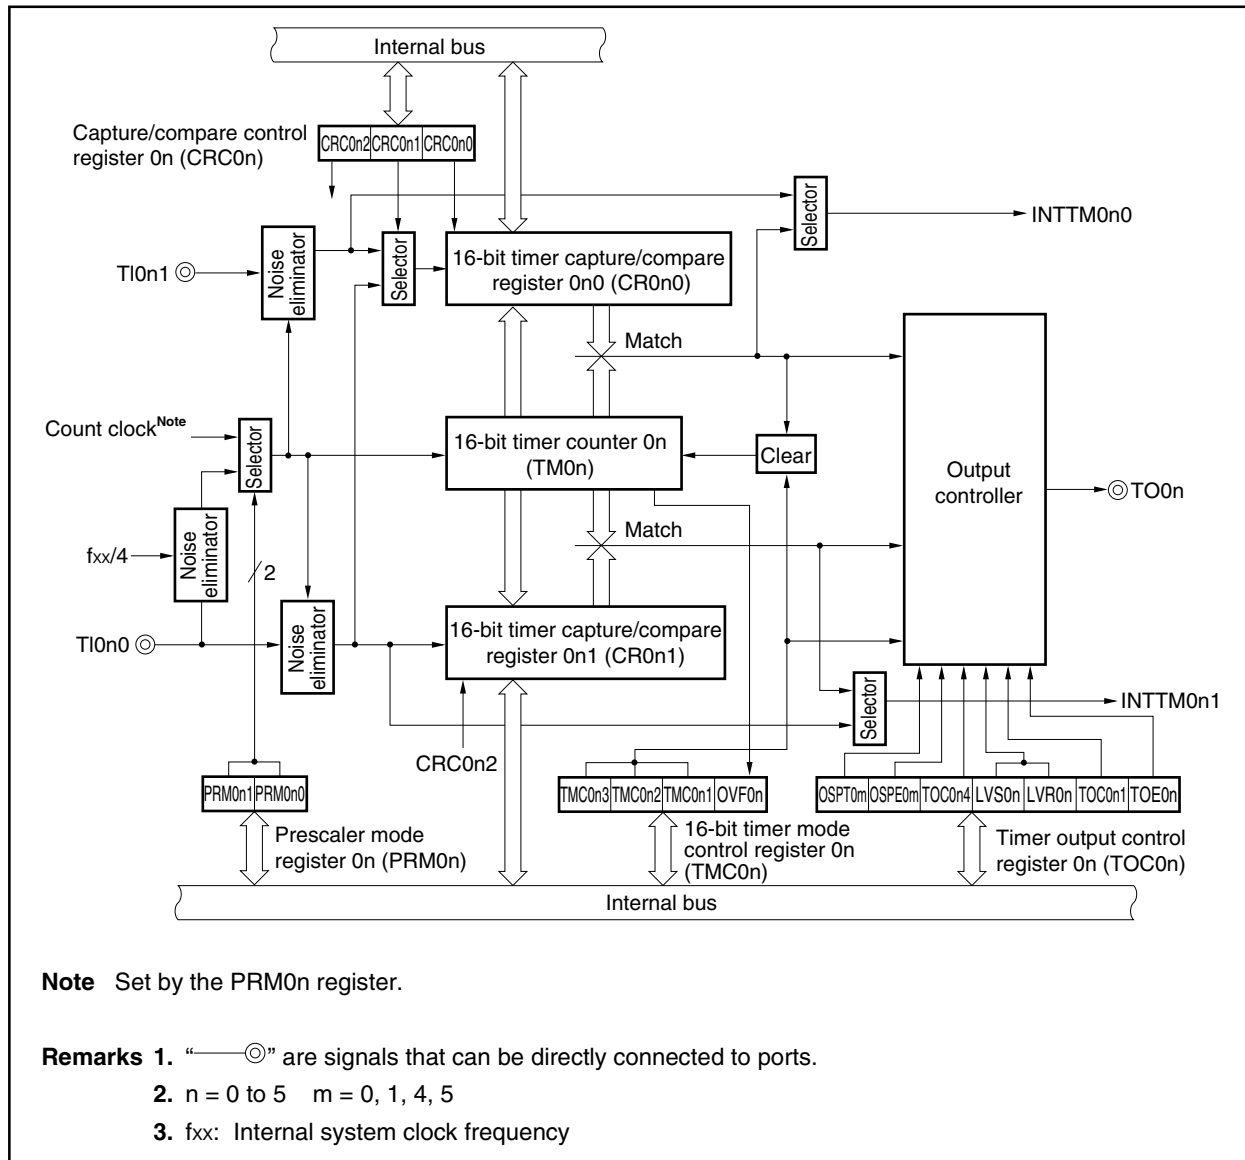 Internal bus
Capture/compare control
register 0n (CRC0n)
CRC0n2 CRC0n1 CRC0n0
Selector
INTTM0n0
TI0n1
Noise
eliminator
Selector
16-bit timer capture/compare
register 0n0 (CR0n0)
Match
Count clock^Note
Selector
16-bit timer counter 0n
(TM0n)
Clear
Output
controller
TO0n
fxx/4
Noise
eliminator
2
Match
TI0n0
Noise
eliminator
16-bit timer capture/compare
register 0n1 (CR0n1)
Selector
INTTM0n1
CRC0n2
PRM0n1 PRM0n0
TMC0n3 TMC0n2 TMC0n1 OVF0n
OSPT0m OSPE0m TOC0n4 LVS0n LVR0n TOC0n1 TOE0n
Prescaler mode
register 0n (PRM0n)
16-bit timer mode
control register 0n
(TMC0n)
Timer output control
register 0n (TOC0n)
Internal bus
Note Set by the PRM0n register.
Remarks 1. “——◎” are signals that can be directly connected to ports.
2. n = 0 to 5 m = 0, 1, 4, 5
3. fxx: Internal system clock frequency